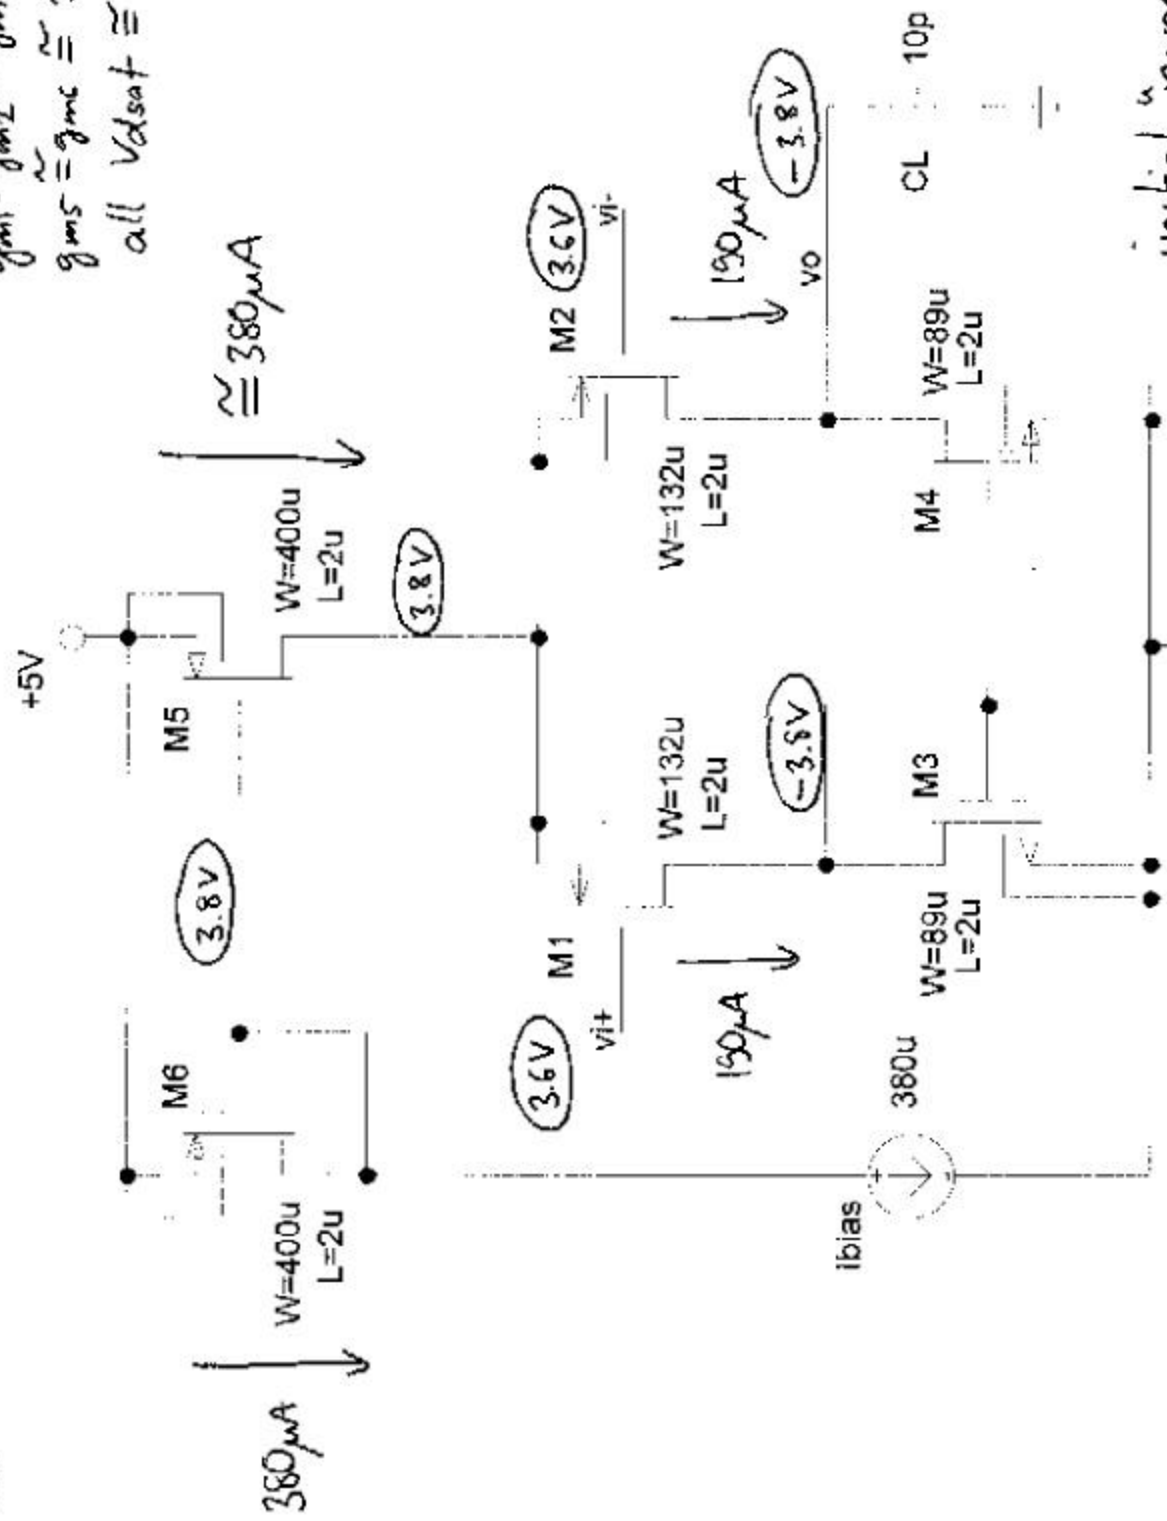 gm5 ≅ gm6 ≅
all Vdsat ≅
≅ 380μA
+5V
M5
W=400u
L=2u
3.8V
3.8V
M6
W=400u
L=2u
380μA
M2
3.6V
vi-
W=132u
L=2u
190μA
vo
-3.8V
CL
10p
M1
vi+
3.6V
W=132u
L=2u
190μA
-3.8V
M3
W=89u
L=2u
M4
W=89u
L=2u
ibias
380u